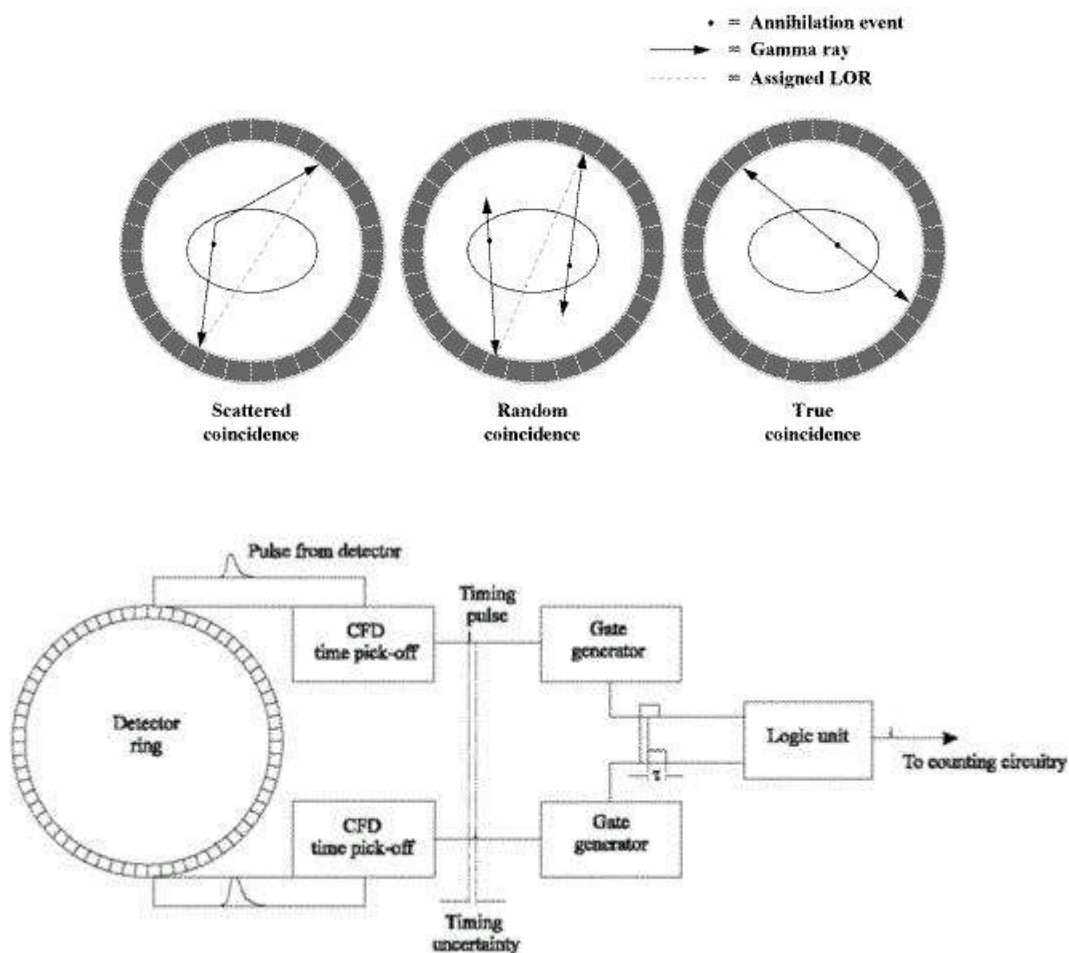 • = Annihilation event
= Gamma ray
= Assigned LOR
Scattered
coincidence
Random
coincidence
True
coincidence
Pulse from detector
Timing
pulse
CFD
time pick-off
Gate
generator
Detector
ring
Logic unit
To counting circuitry
τ
CFD
time pick-off
Gate
generator
Timing
uncertainty